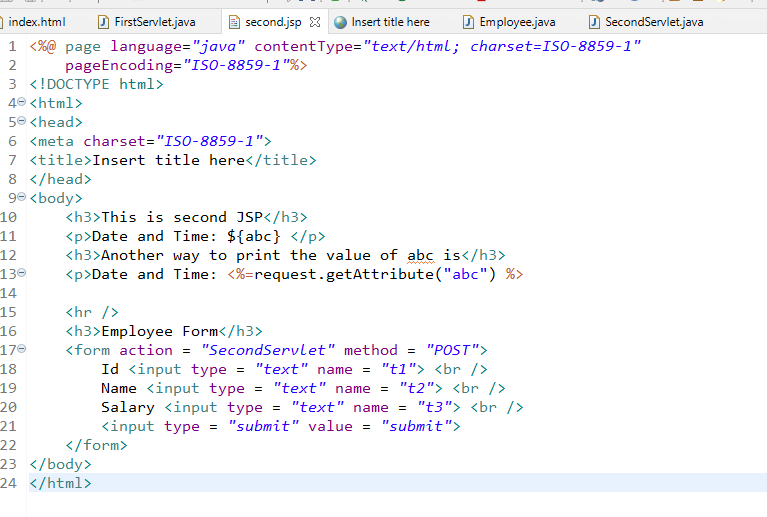 index.html FirstServlet.java second.jsp Insert title here Employee.java SecondServlet.java
1 <%@ page language="java" contentType="text/html; charset=ISO-8859-1"
2     pageEncoding="ISO-8859-1"%>
3 <!DOCTYPE html>
4 <html>
5 <head>
6 <meta charset="ISO-8859-1">
7 <title>Insert title here</title>
8 </head>
9 <body>
10     <h3>This is second JSP</h3>
11     <p>Date and Time: ${abc} </p>
12     <h3>Another way to print the value of abc is</h3>
13     <p>Date and Time: <%=request.getAttribute("abc") %>
14
15     <hr />
16     <h3>Employee Form</h3>
17     <form action = "SecondServlet" method = "POST">
18         Id <input type = "text" name = "t1"> <br />
19         Name <input type = "text" name = "t2"> <br />
20         Salary <input type = "text" name = "t3"> <br />
21         <input type = "submit" value = "submit">
22     </form>
23 </body>
24 </html>